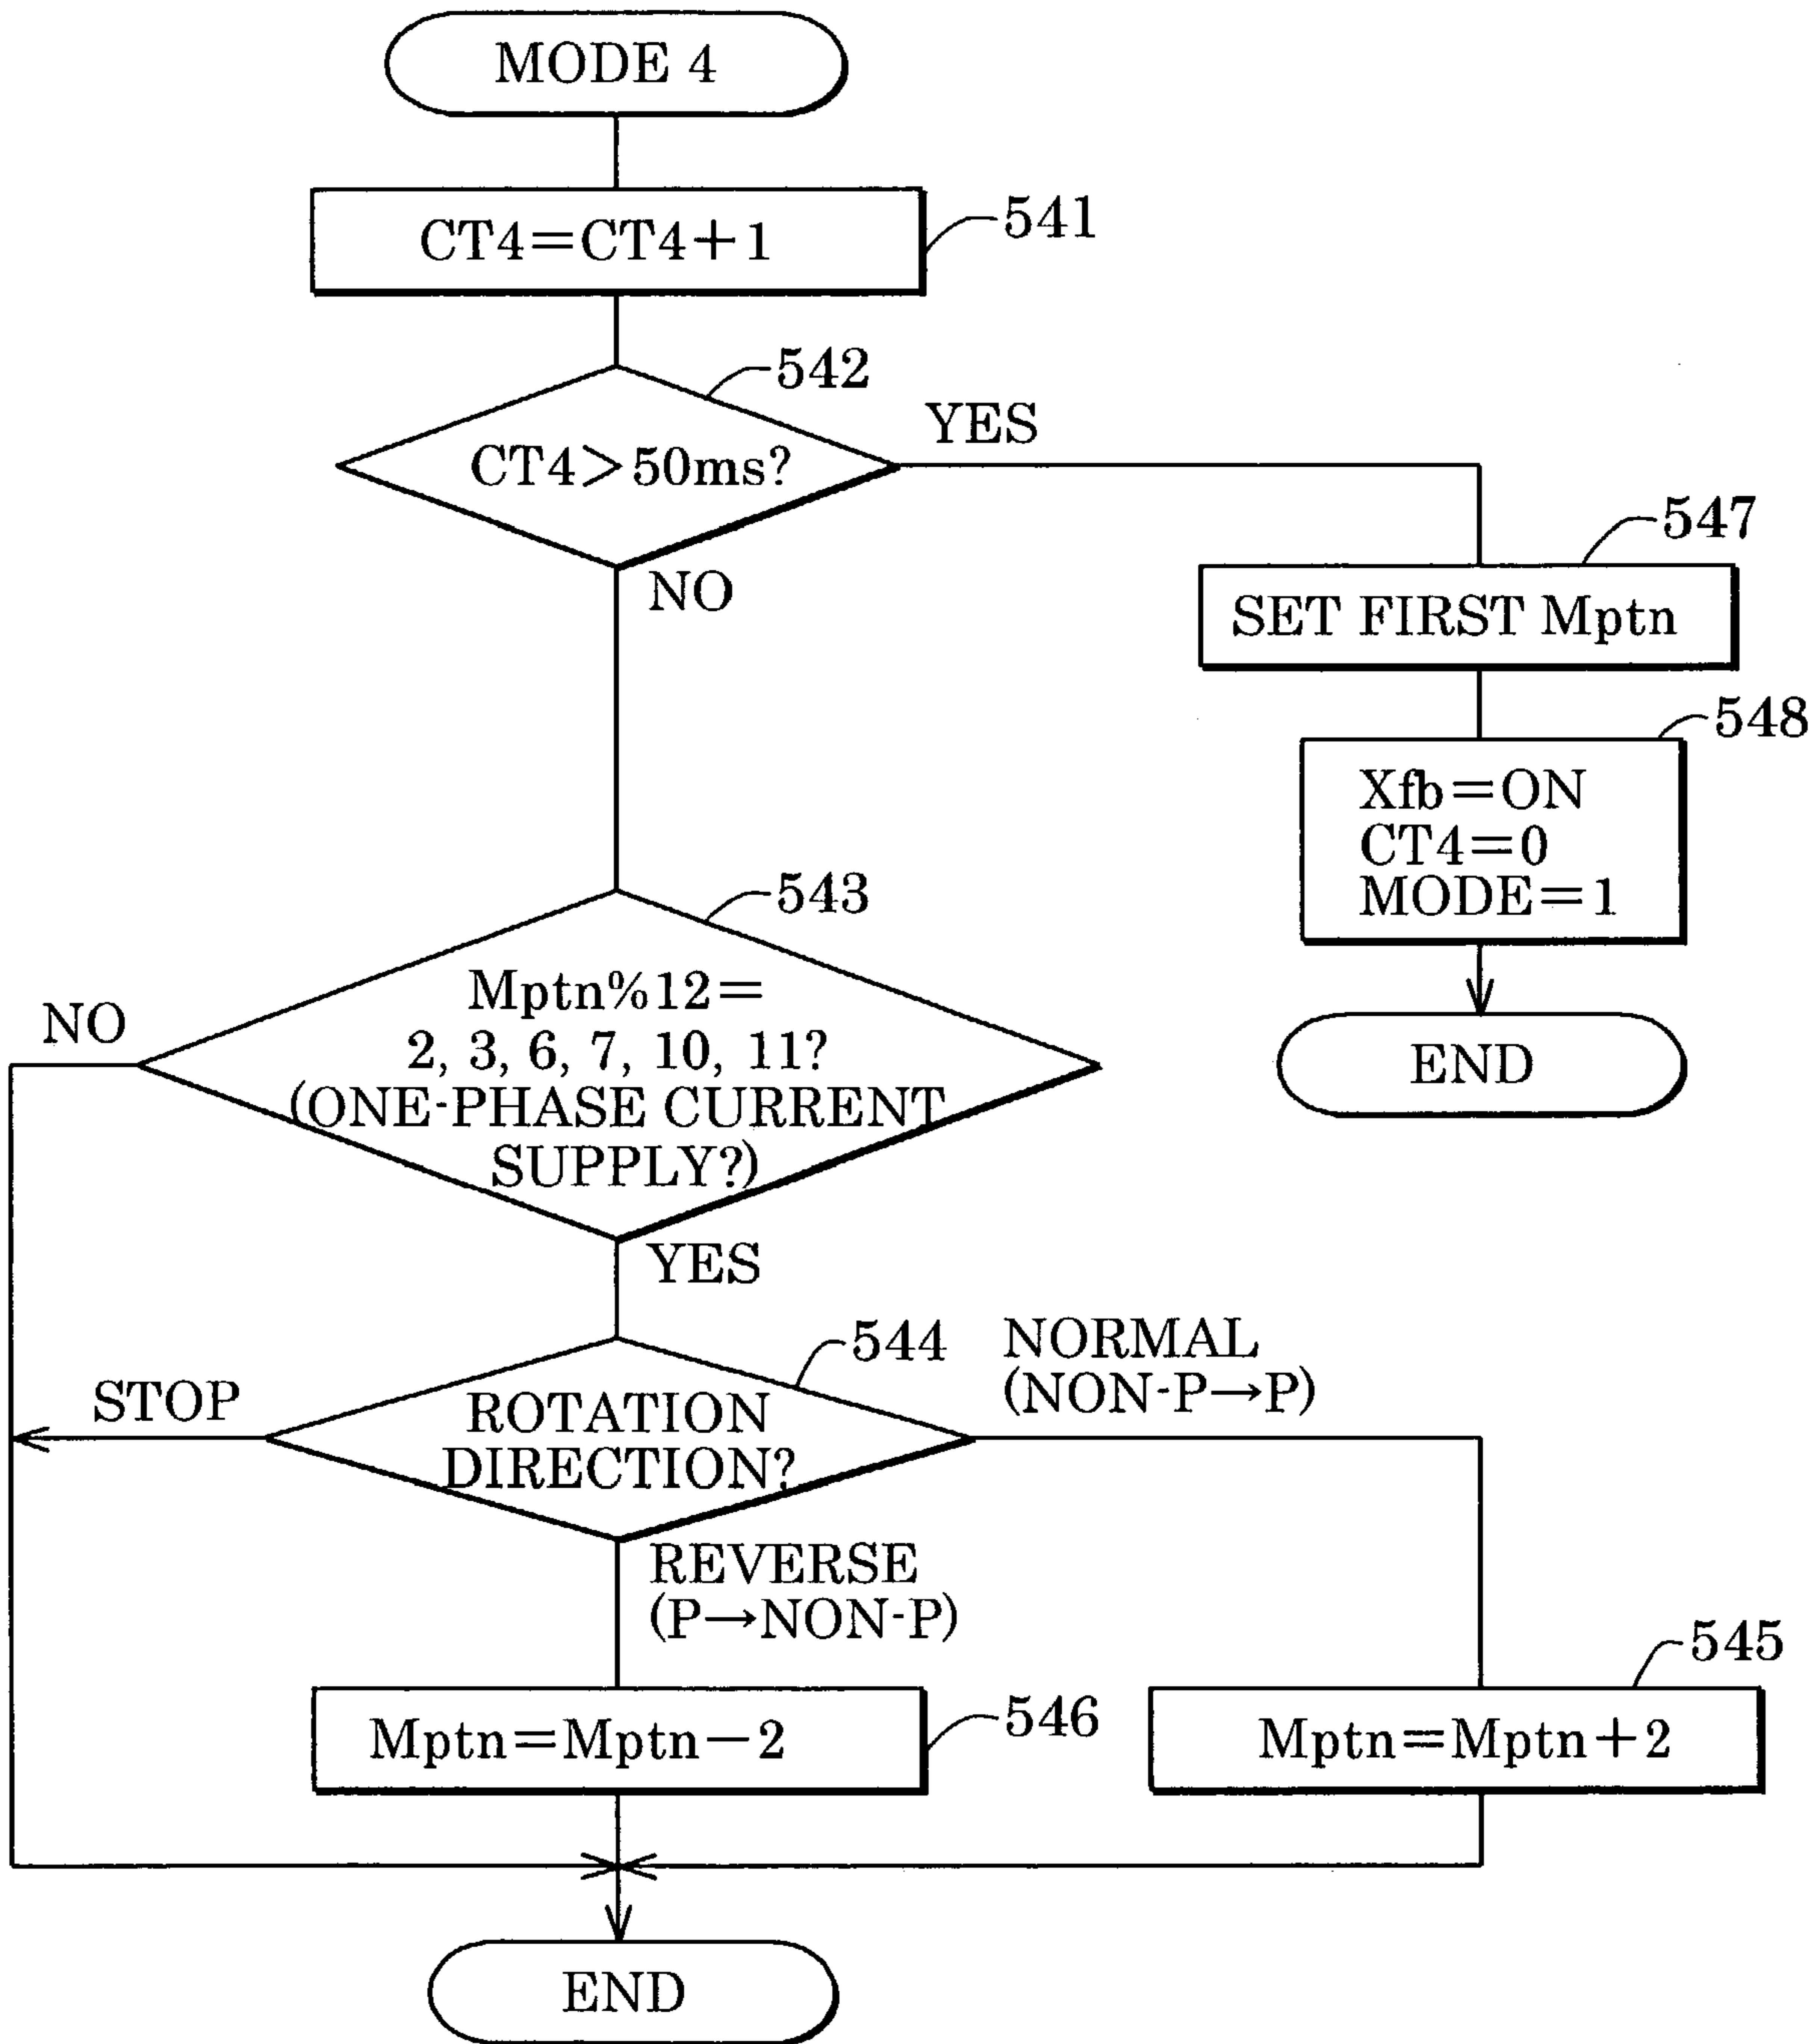 MODE 4
CT4=CT4+1
541
542
CT4>50ms?
YES
NO
547
SET FIRST Mptn
548
Xfb=ON
CT4=0
MODE=1
END
543
Mptn%12=
2, 3, 6, 7, 10, 11?
(ONE-PHASE CURRENT
SUPPLY?)
NO
YES
544
ROTATION
DIRECTION?
STOP
NORMAL
(NON-P→P)
REVERSE
(P→NON-P)
545
Mptn=Mptn-2
546
Mptn=Mptn+2
END